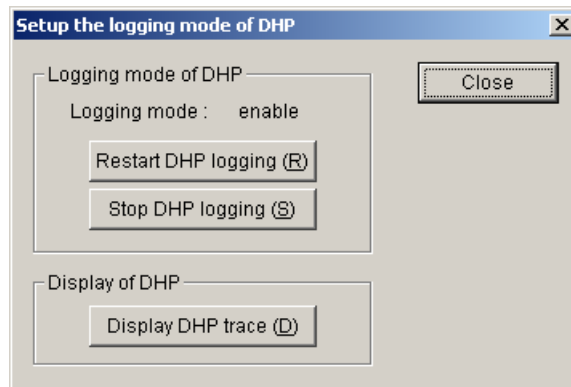 Setup the logging mode of DHP
Logging mode of DHP
Close
Logging mode : enable
Restart DHP logging (R)
Stop DHP logging (S)
Display of DHP
Display DHP trace (D)